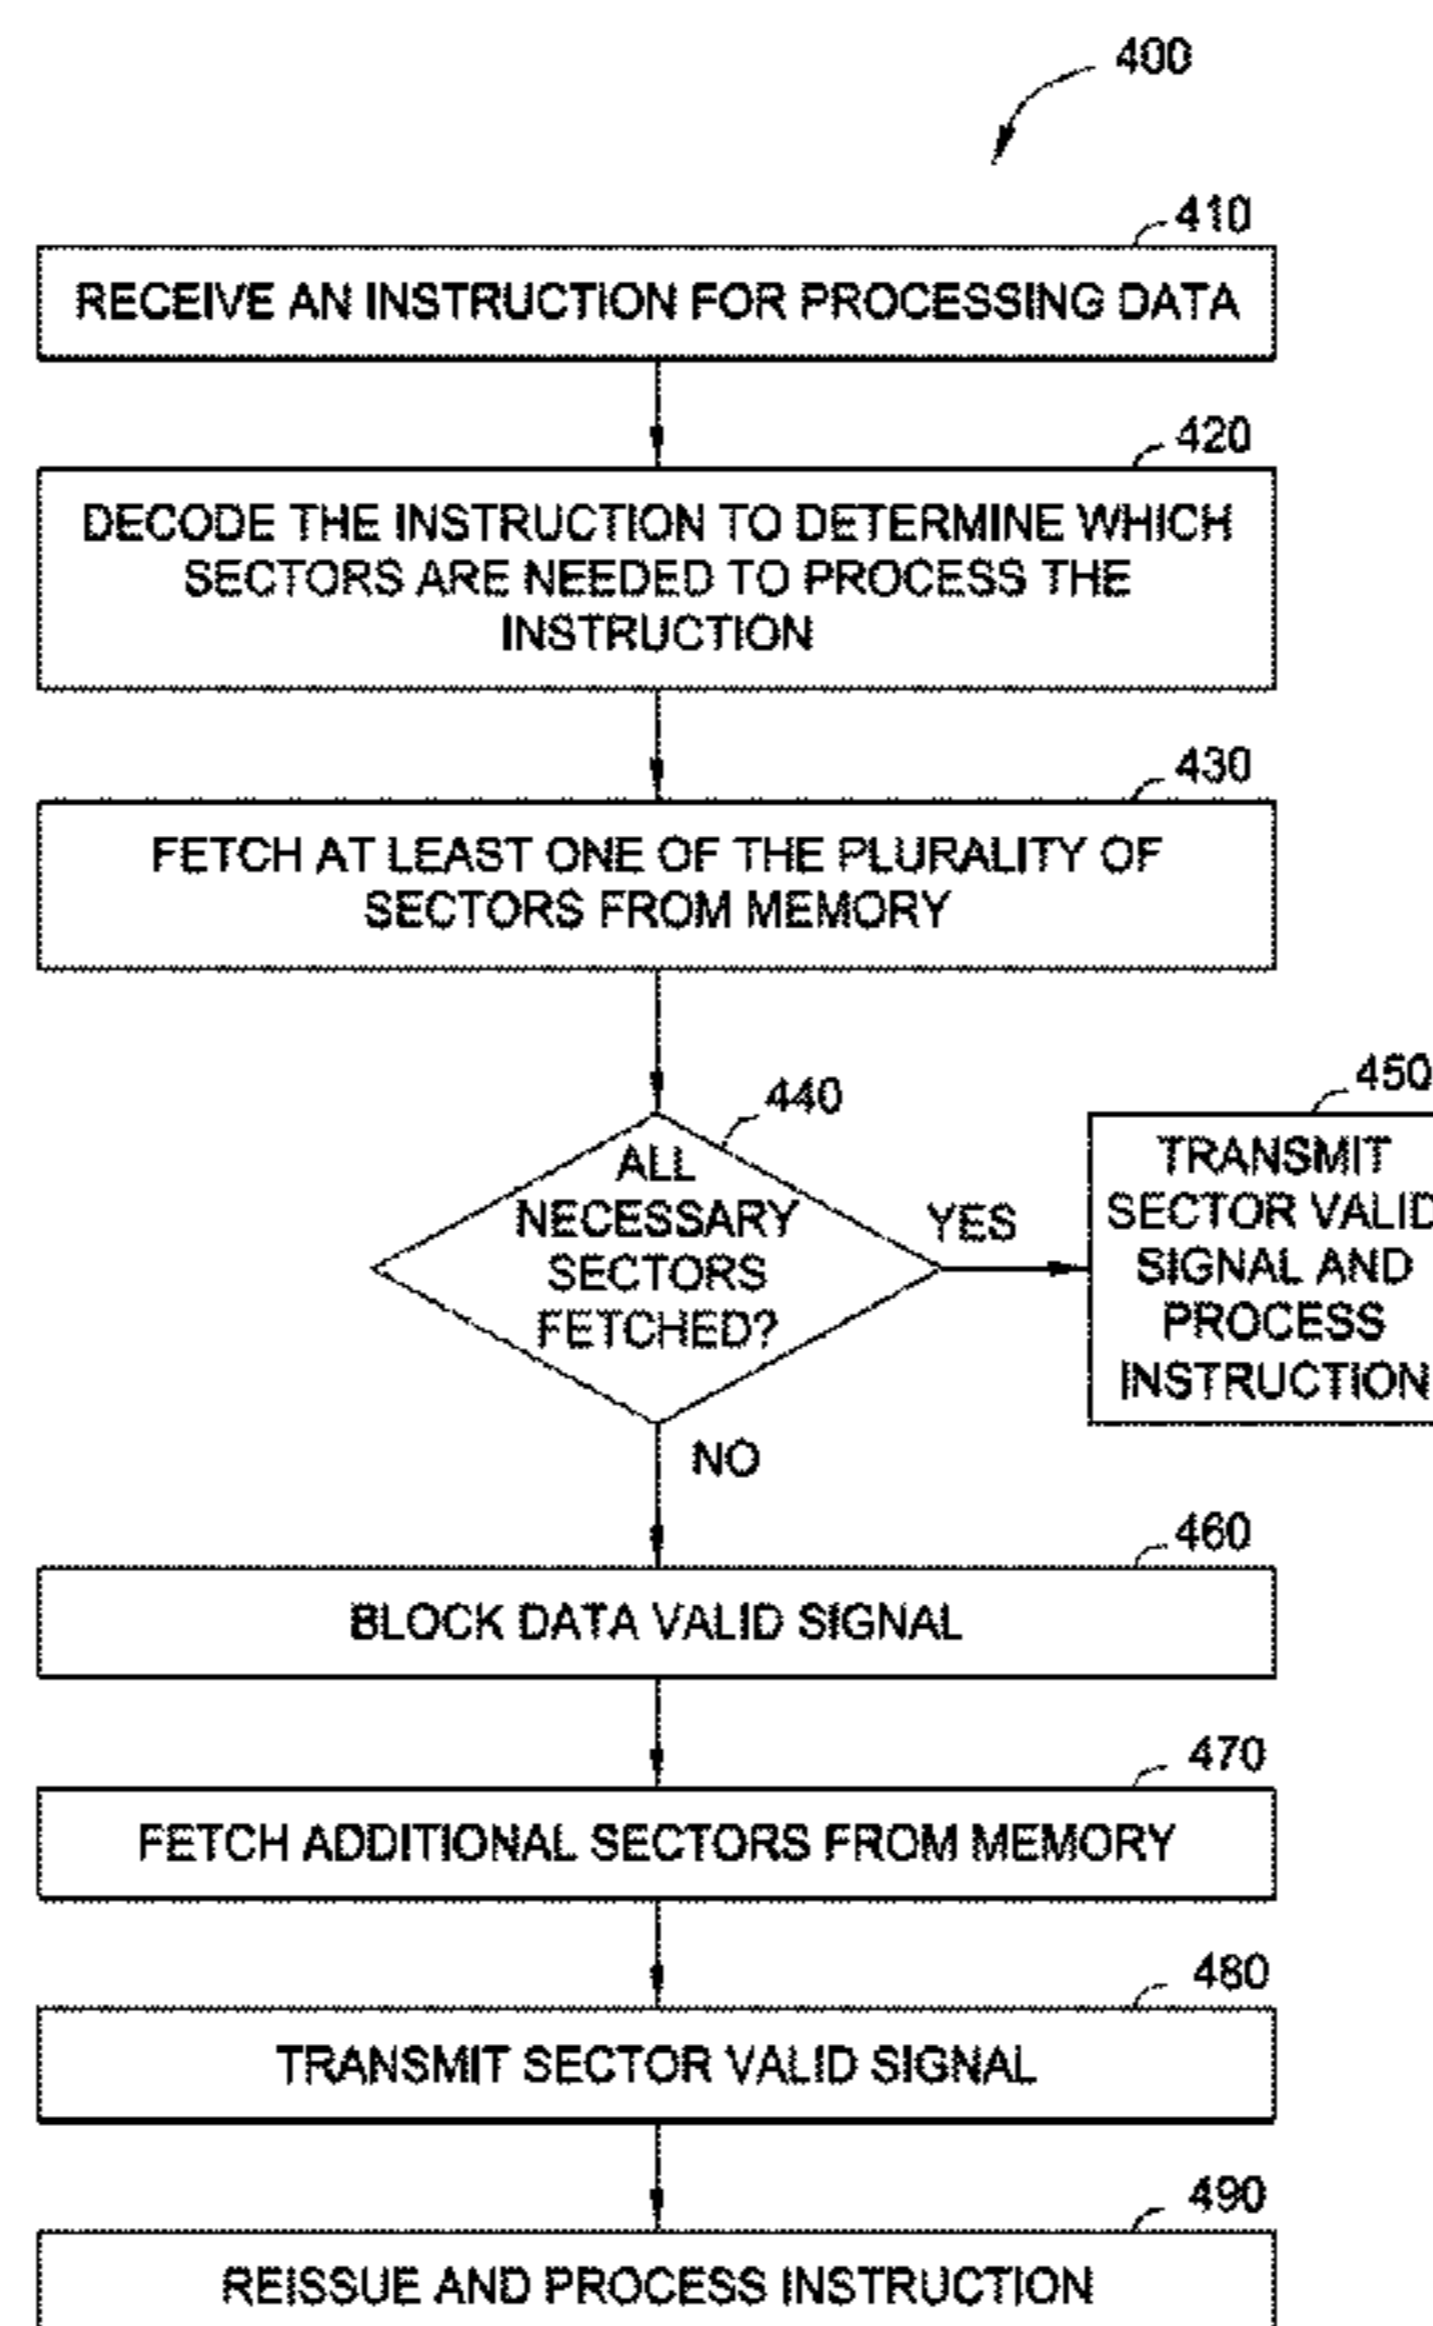 400
410
RECEIVE AN INSTRUCTION FOR PROCESSING DATA
420
DECODE THE INSTRUCTION TO DETERMINE WHICH
SECTORS ARE NEEDED TO PROCESS THE
INSTRUCTION
430
FETCH AT LEAST ONE OF THE PLURALITY OF
SECTORS FROM MEMORY
440
ALL
NECESSARY
SECTORS
FETCHED?
YES
450
TRANSMIT
SECTOR VALID
SIGNAL AND
PROCESS
INSTRUCTION
NO
460
BLOCK DATA VALID SIGNAL
470
FETCH ADDITIONAL SECTORS FROM MEMORY
480
TRANSMIT SECTOR VALID SIGNAL
490
REISSUE AND PROCESS INSTRUCTION